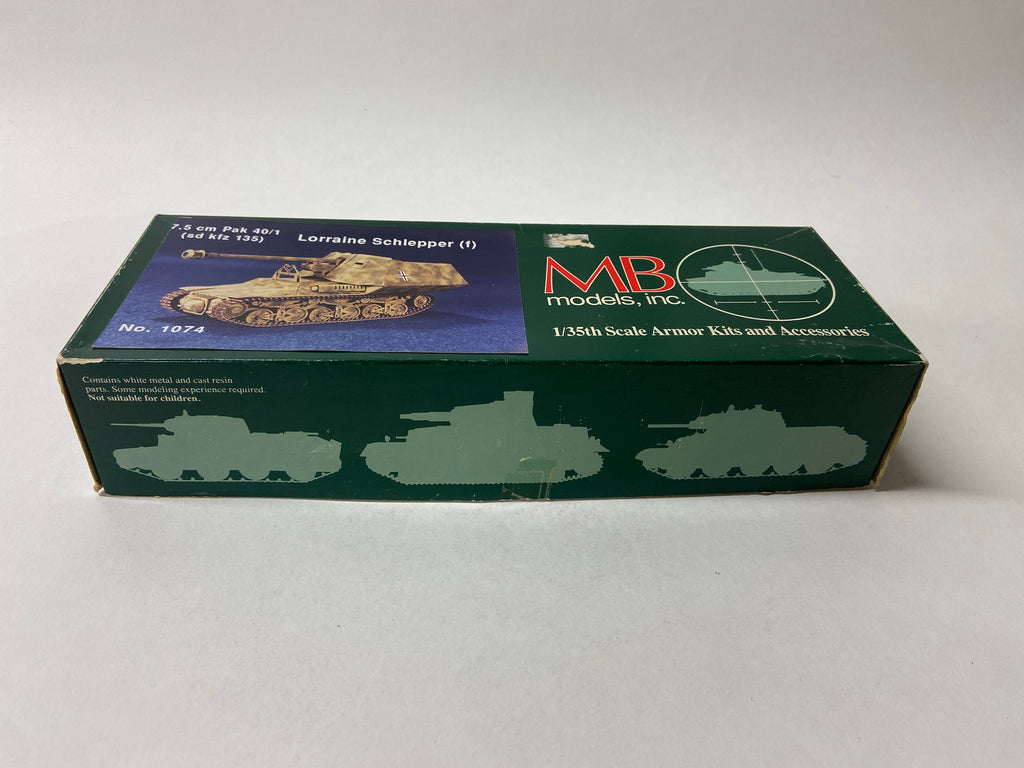 7.5 cm Pak 40/1
(sd kfz 135)
Lorraine Schlepper (f)
No. 1074
MB
models, inc.
1/35th Scale Armor Kits and Accessories
Contains white metal and cast resin
parts. Some modeling experience required.
Not suitable for children.